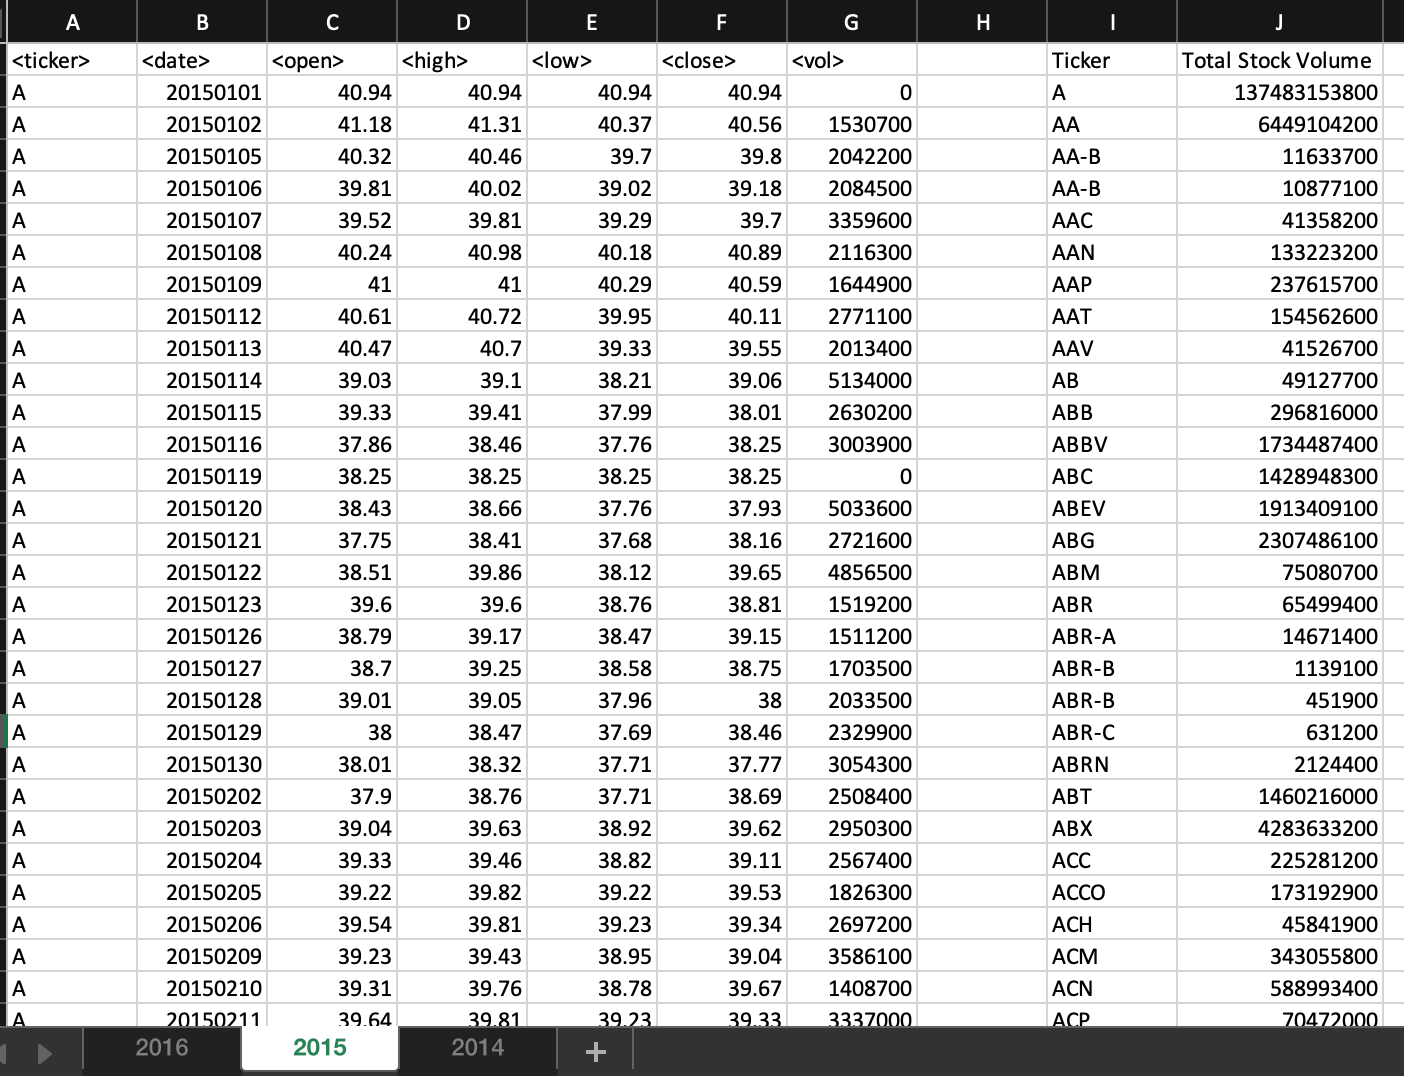 A B C D E F G H I J
<ticker> <date> <open> <high> <low> <close> <vol> Ticker Total Stock Volume
A 20150101 40.94 40.94 40.94 40.94 0 A 137483153800
A 20150102 41.18 41.31 40.37 40.56 1530700 AA 6449104200
A 20150105 40.32 40.46 39.7 39.8 2042200 AA-B 11633700
A 20150106 39.81 40.02 39.02 39.18 2084500 AA-B 10877100
A 20150107 39.52 39.81 39.29 39.7 3359600 AAC 41358200
A 20150108 40.24 40.98 40.18 40.89 2116300 AAN 133223200
A 20150109 41 41 40.29 40.59 1644900 AAP 237615700
A 20150112 40.61 40.72 39.95 40.11 2771100 AAT 154562600
A 20150113 40.47 40.7 39.33 39.55 2013400 AAV 41526700
A 20150114 39.03 39.1 38.21 39.06 5134000 AB 49127700
A 20150115 39.33 39.41 37.99 38.01 2630200 ABB 296816000
A 20150116 37.86 38.46 37.76 38.25 3003900 ABBV 1734487400
A 20150119 38.25 38.25 38.25 38.25 0 ABC 1428948300
A 20150120 38.43 38.66 37.76 37.93 5033600 ABEV 1913409100
A 20150121 37.75 38.41 37.68 38.16 2721600 ABG 2307486100
A 20150122 38.51 39.86 38.12 39.65 4856500 ABM 75080700
A 20150123 39.6 39.6 38.76 38.81 1519200 ABR 65499400
A 20150126 38.79 39.17 38.47 39.15 1511200 ABR-A 14671400
A 20150127 38.7 39.25 38.58 38.75 1703500 ABR-B 1139100
A 20150128 39.01 39.05 37.96 38 2033500 ABR-B 451900
A 20150129 38 38.47 37.69 38.46 2329900 ABR-C 631200
A 20150130 38.01 38.32 37.71 37.77 3054300 ABRN 2124400
A 20150202 37.9 38.76 37.71 38.69 2508400 ABT 1460216000
A 20150203 39.04 39.63 38.92 39.62 2950300 ABX 4283633200
A 20150204 39.33 39.46 38.82 39.11 2567400 ACC 225281200
A 20150205 39.22 39.82 39.22 39.53 1826300 ACCO 173192900
A 20150206 39.54 39.81 39.23 39.34 2697200 ACH 45841900
A 20150209 39.23 39.43 38.95 39.04 3586100 ACM 343055800
A 20150210 39.31 39.76 38.78 39.67 1408700 ACN 588993400
A 20150211 39.64 39.81 39.23 39.33 3337000 ACP 70472000
2016 2015 2014 +